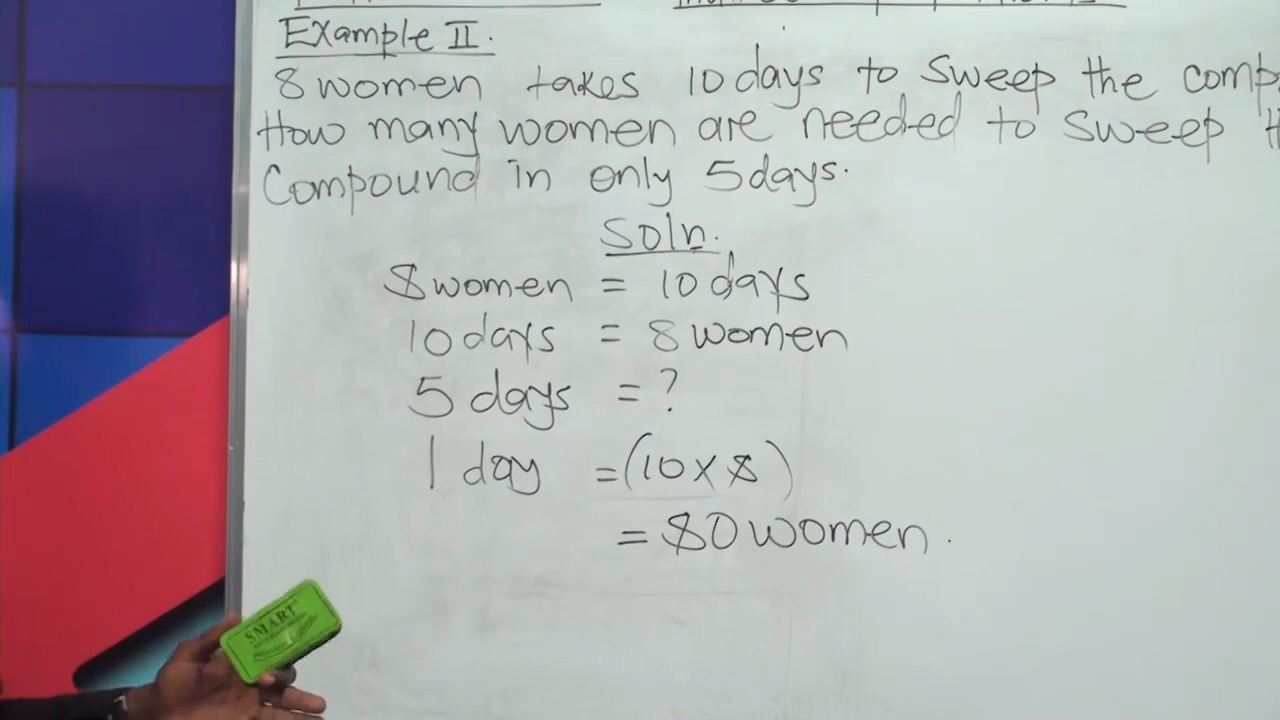 Example II.
8 women takes 10 days to sweep the
How many women are needed to sweep
Compound in only 5 days.
Soln.
8 women = 10 days
10 days = 8 women
5 days = ?
1 day = (10 x 8)
= 80 women.
SMART